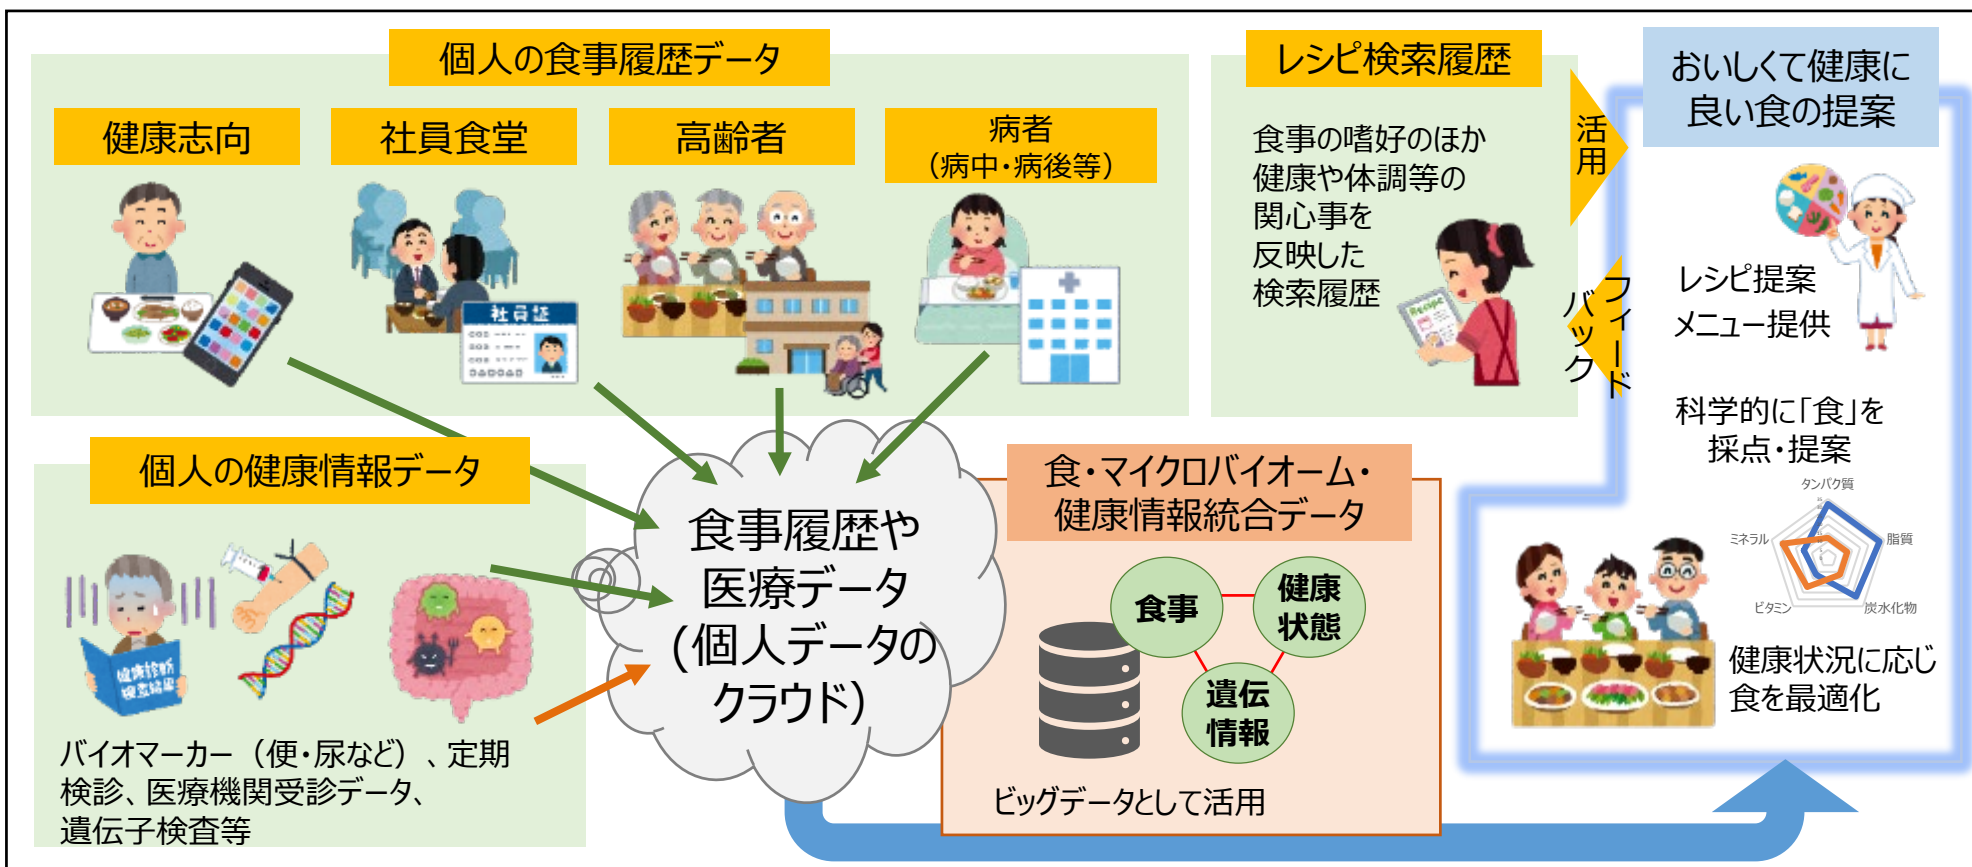 個人の食事履歴データ
健康志向
社員食堂
高齢者
病者
（病中・病後等）
社員証
レシピ検索履歴
食事の嗜好のほか
健康や体調等の
関心事を
反映した
検索履歴
Recipe
活用
フィード
バック
おいしくて健康に
良い食の提案
レシピ提案
メニュー提供
科学的に「食」を
採点・提案
タンパク質
脂質
炭水化物
ビタミン
ミネラル
健康状況に応じ
食を最適化
個人の健康情報データ
健康診断
検査結果
バイオマーカー（便・尿など）、定期
検診、医療機関受診データ、
遺伝子検査等
食事履歴や
医療データ
(個人データの
クラウド)
食・マイクロバイオーム・
健康情報統合データ
食事
健康
状態
遺伝
情報
ビッグデータとして活用